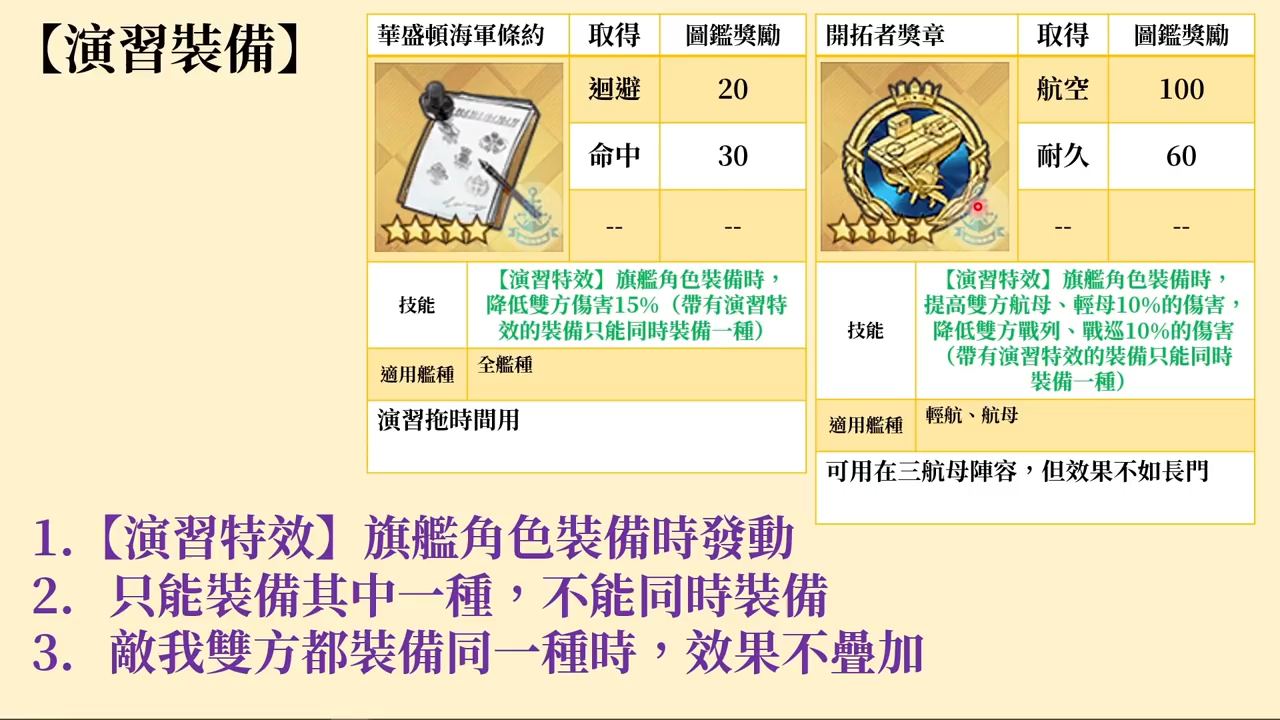 【演習裝備】
華盛頓海軍條約 取得 圖鑑獎勵
迴避 20
命中 30
-- --
技能
【演習特效】旗艦角色裝備時，
降低雙方傷害15%（帶有演習特
效的裝備只能同時裝備一種）
適用艦種 全艦種
演習拖時間用
開拓者獎章 取得 圖鑑獎勵
航空 100
耐久 60
-- --
技能
【演習特效】旗艦角色裝備時，
提高雙方航母、輕母10%的傷害，
降低雙方戰列、戰巡10%的傷害
（帶有演習特效的裝備只能同時
裝備一種）
適用艦種 輕航、航母
可用在三航母陣容，但效果不如長門
1.【演習特效】旗艦角色裝備時發動
2. 只能裝備其中一種，不能同時裝備
3. 敵我雙方都裝備同一種時，效果不疊加